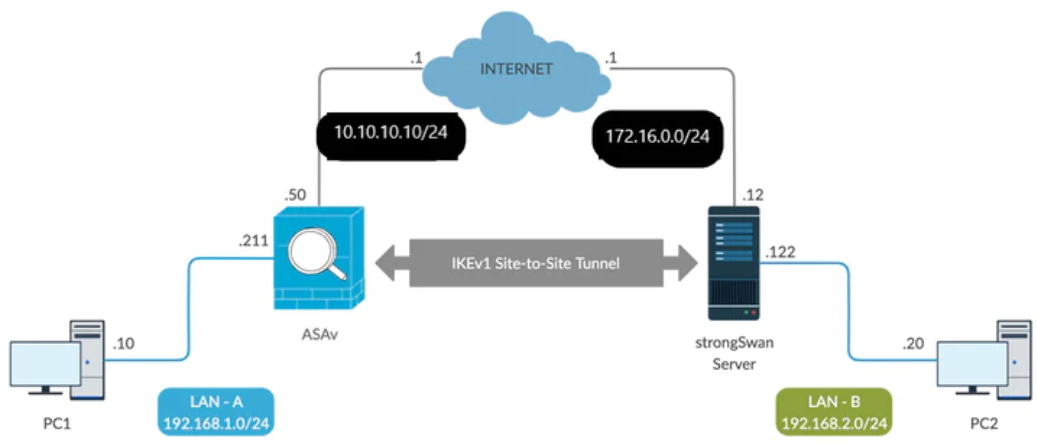 INTERNET
.1
.1
10.10.10.10/24
172.16.0.0/24
.50
.12
.211
.122
IKEv1 Site-to-Site Tunnel
ASAv
strongSwan
Server
.10
.20
PC1
LAN - A
192.168.1.0/24
LAN - B
192.168.2.0/24
PC2